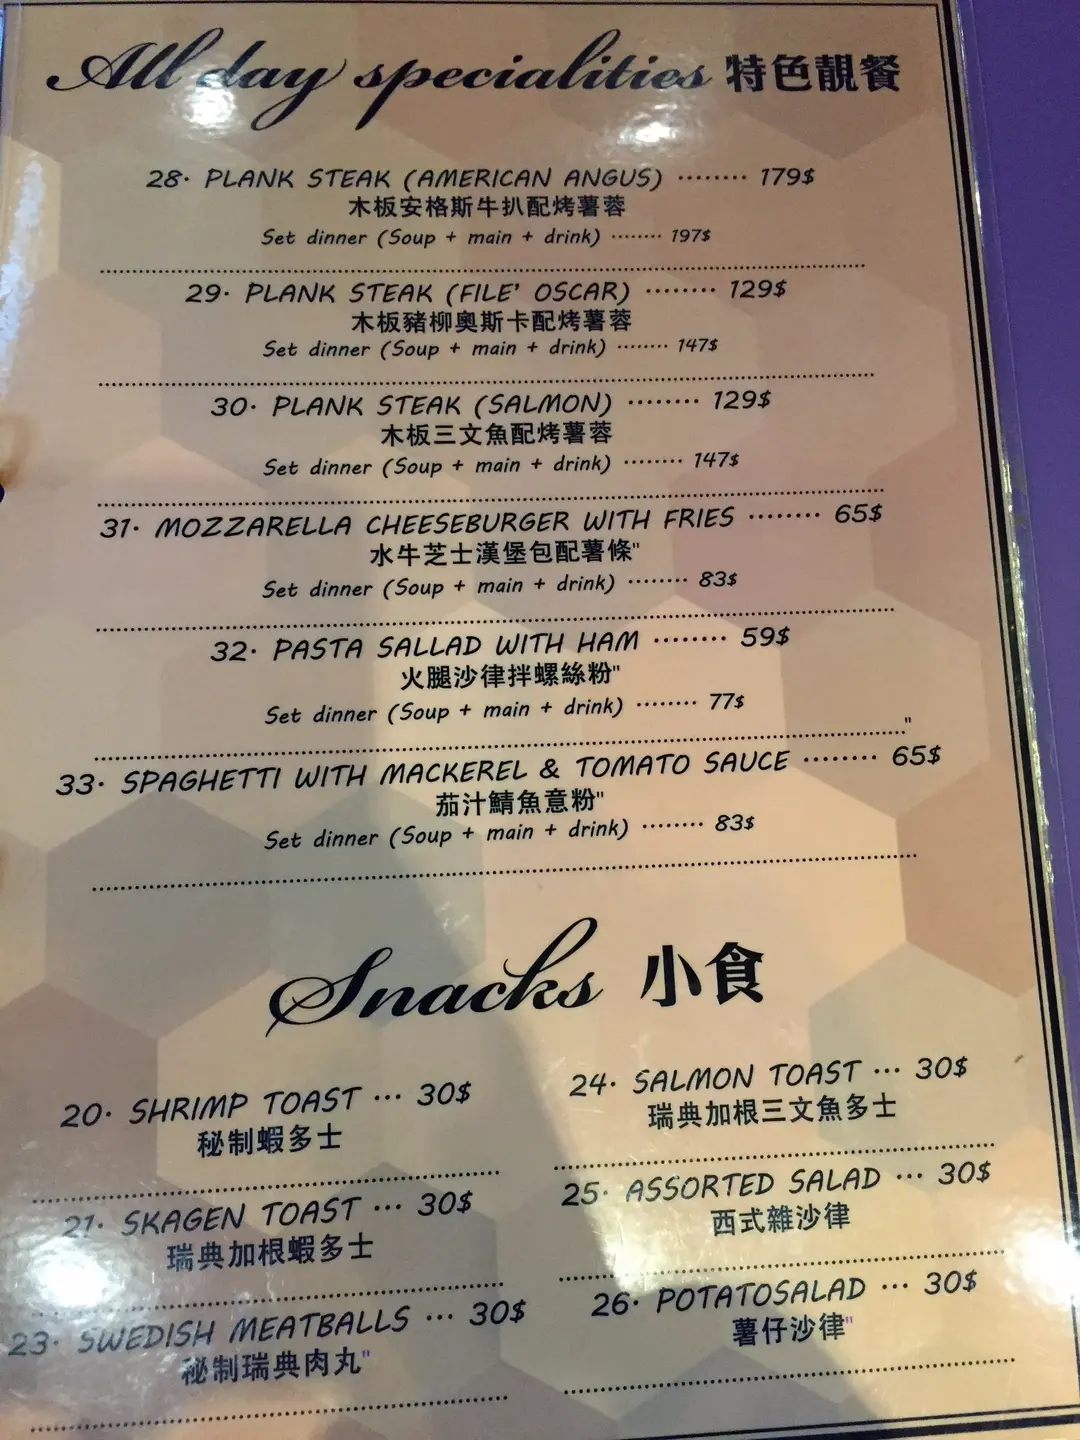 All day specialities 特色靚餐
28. PLANK STEAK (AMERICAN ANGUS) ........ 179$
木板安格斯牛扒配烤薯蓉
Set dinner (Soup + main + drink) ........ 197$
29. PLANK STEAK (FILE' OSCAR) ........ 129$
木板豬柳奧斯卡配烤薯蓉
Set dinner (Soup + main + drink) ........ 147$
30. PLANK STEAK (SALMON) ........ 129$
木板三文魚配烤薯蓉
Set dinner (Soup + main + drink) ........ 147$
31. MOZZARELLA CHEESEBURGER WITH FRIES ........ 65$
水牛芝士漢堡包配薯條"
Set dinner (Soup + main + drink) ........ 83$
32. PASTA SALLAD WITH HAM ........ 59$
火腿沙律拌螺絲粉"
Set dinner (Soup + main + drink) ........ 77$
"
33. SPAGHETTI WITH MACKEREL & TOMATO SAUCE ........ 65$
茄汁鯖魚意粉"
Set dinner (Soup + main + drink) ........ 83$
Snacks 小食
20. SHRIMP TOAST ... 30$
秘制蝦多士
21. SKAGEN TOAST ... 30$
瑞典加根蝦多士
23. SWEDISH MEATBALLS ... 30$
秘制瑞典肉丸"
24. SALMON TOAST ... 30$
瑞典加根三文魚多士
25. ASSORTED SALAD ... 30$
西式雜沙律
26. POTATOSALAD ... 30$
薯仔沙律"